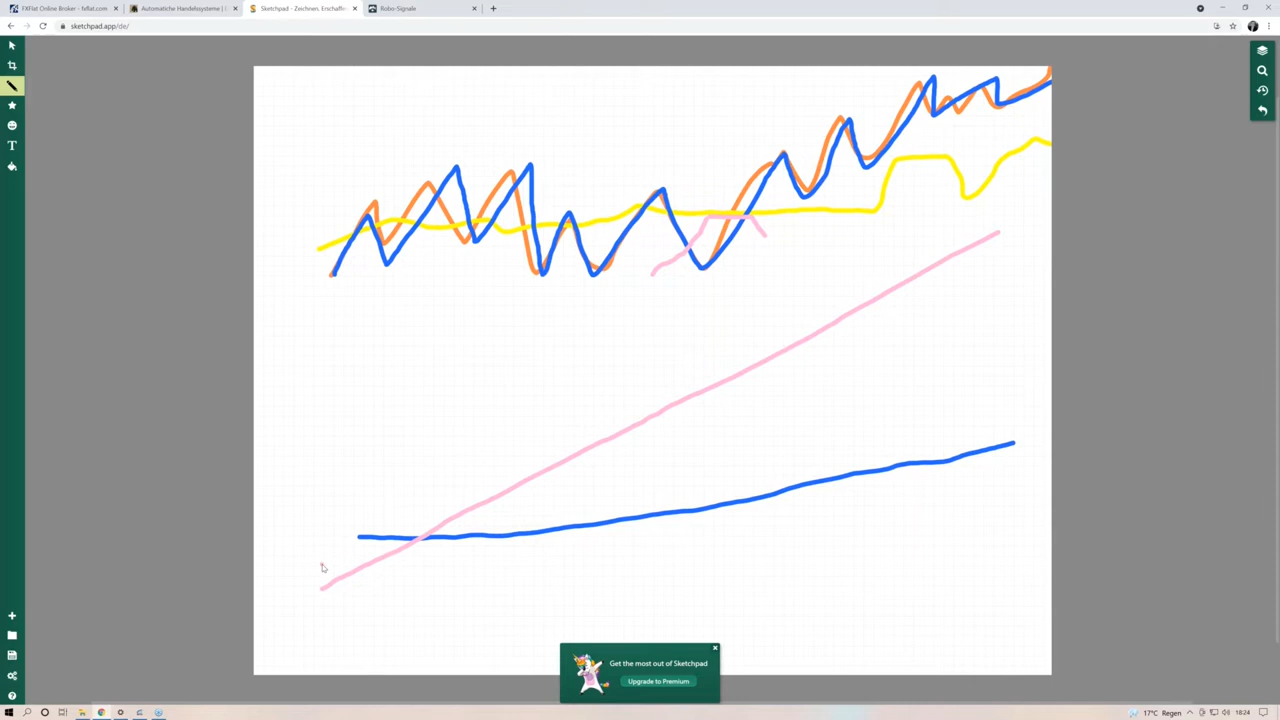 FXFlat Online Broker - fxflat.com
Automatiche Handelssysteme | 
Sketchpad - Zeichnen. Erschaffen
Robo-Signale
sketchpad.app/de/
Get the most out of Sketchpad
Upgrade to Premium
17°C Regen
18:24